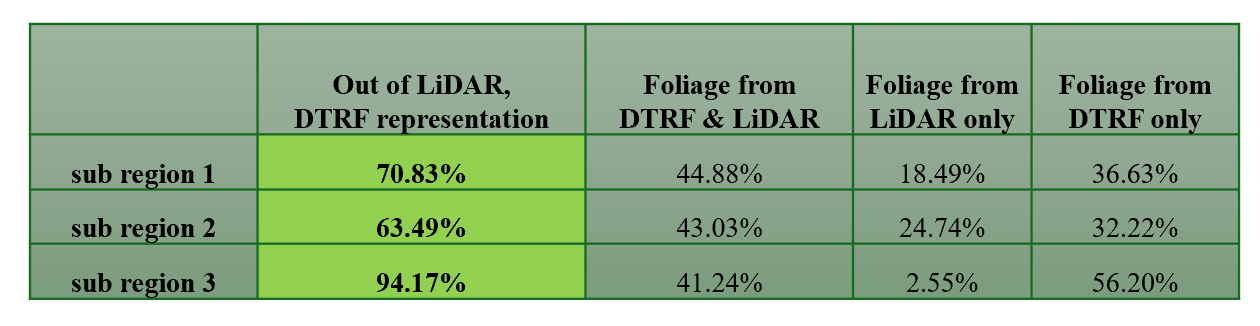 Out of LiDAR,
DTRF representation
Foliage from
DTRF & LiDAR
Foliage from
LiDAR only
Foliage from
DTRF only
sub region 1 70.83% 44.88% 18.49% 36.63%
sub region 2 63.49% 43.03% 24.74% 32.22%
sub region 3 94.17% 41.24% 2.55% 56.20%